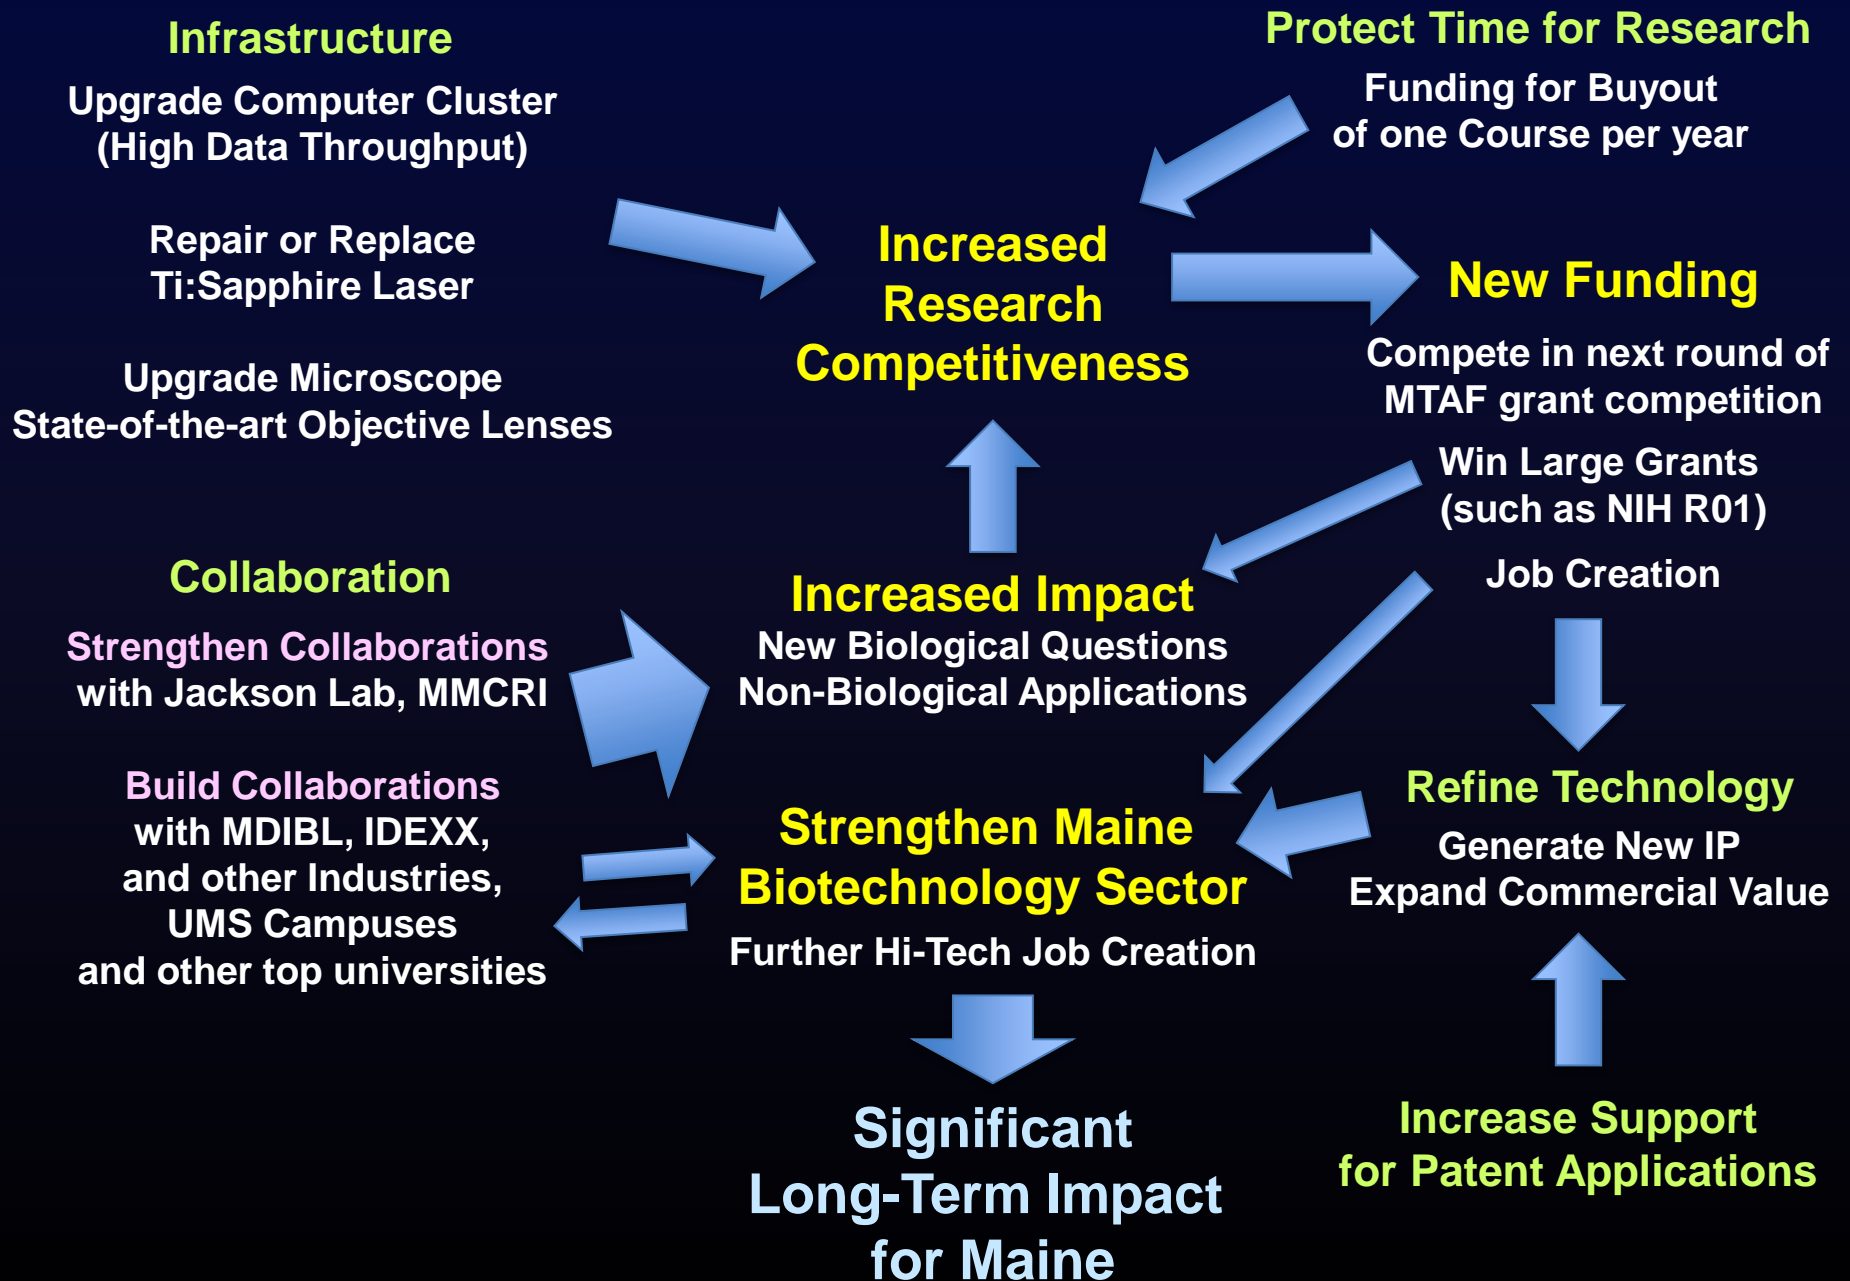 Infrastructure
Upgrade Computer Cluster
(High Data Throughput)
Repair or Replace
Ti:Sapphire Laser
Upgrade Microscope
State-of-the-art Objective Lenses
Protect Time for Research
Funding for Buyout
of one Course per year
Increased
Research
Competitiveness
New Funding
Compete in next round of
MTAF grant competition
Win Large Grants
(such as NIH R01)
Job Creation
Collaboration
Strengthen Collaborations
with Jackson Lab, MMCRI
Build Collaborations
with MDIBL, IDEXX,
and other Industries,
UMS Campuses
and other top universities
Increased Impact
New Biological Questions
Non-Biological Applications
Strengthen Maine
Biotechnology Sector
Further Hi-Tech Job Creation
Refine Technology
Generate New IP
Expand Commercial Value
Increase Support
for Patent Applications
Significant
Long-Term Impact
for Maine